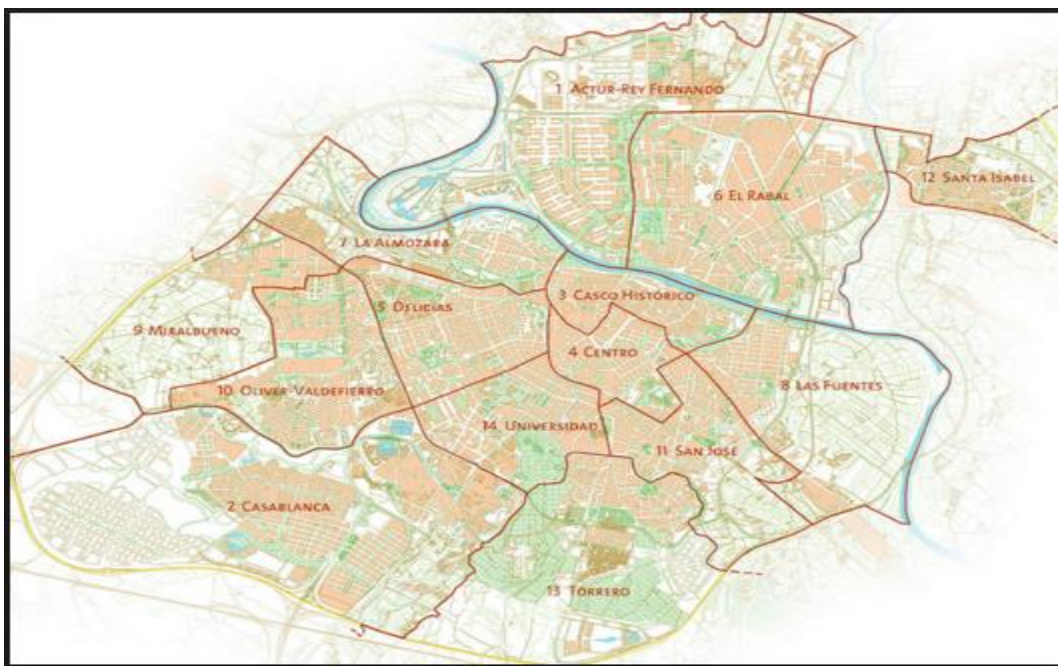 1 ACTUR-REY FERNANDO
12 SANTA ISABEL
6 EL RABAL
7 LA ALMOZARA
3 CASCO HISTÓRICO
5 DELICIAS
9 MIRALBUENO
4 CENTRO
8 LAS FUENTES
10 OLIVER-VALDEFIERRO
14 UNIVERSIDAD
11 SAN JOSÉ
2 CASABLANCA
13 TORRERO